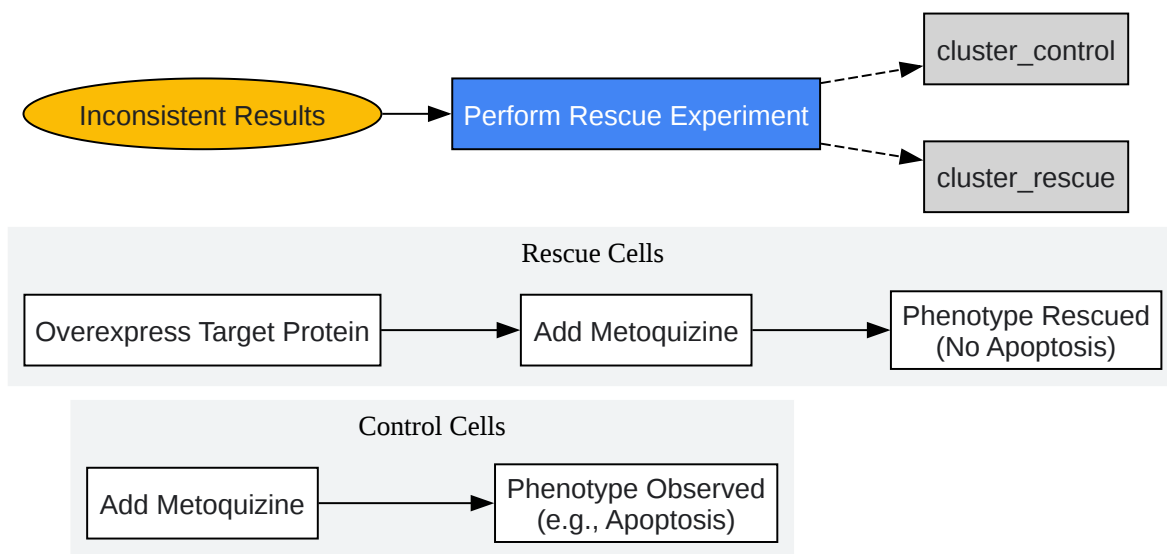 cluster_control
Inconsistent Results
Perform Rescue Experiment
cluster_rescue
Rescue Cells
Overexpress Target Protein
Add Metoquizine
Phenotype Rescued
(No Apoptosis)
Control Cells
Add Metoquizine
Phenotype Observed
(e.g., Apoptosis)